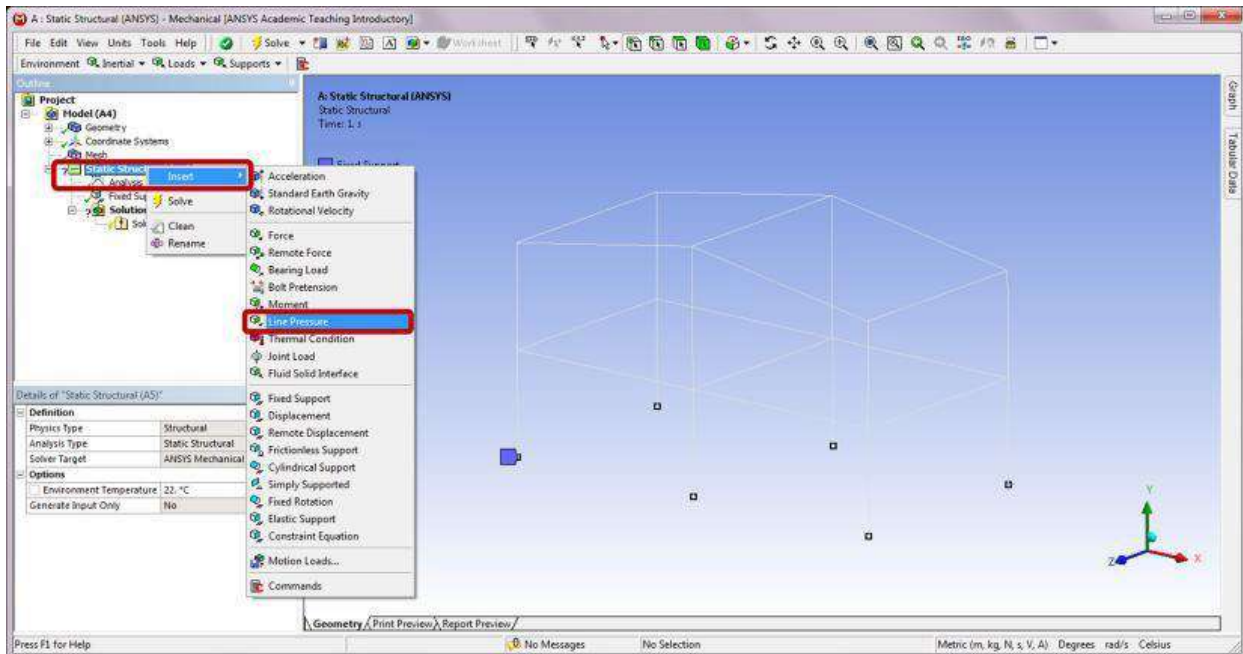 A : Static Structural (ANSYS) - Mechanical [ANSYS Academic Teaching Introductory]
File Edit View Units Tools Help Solve Worksheet
Environment Inertial Loads Supports
Outline
Project
Model (A4)
Geometry
Coordinate Systems
Mesh
Static Struc
Analysis
Fixed Sup
Solution
Sol
Insert
Solve
Clean
Rename
Acceleration
Standard Earth Gravity
Rotational Velocity
Force
Remote Force
Bearing Load
Bolt Pretension
Moment
Line Pressure
Thermal Condition
Joint Load
Fluid Solid Interface
Fixed Support
Displacement
Remote Displacement
Frictionless Support
Cylindrical Support
Simply Supported
Fixed Rotation
Elastic Support
Constraint Equation
Motion Loads...
Commands
A: Static Structural (ANSYS)
Static Structural
Time: 1. s
Fixed Support
Graph
Tabular Data
Details of "Static Structural (A5)"
Definition
Physics Type Structural
Analysis Type Static Structural
Solver Target ANSYS Mechanical
Options
Environment Temperature 22. °C
Generate Input Only No
Y
Z
X
Geometry Print Preview Report Preview
Press F1 for Help
No Messages
No Selection
Metric (m, kg, N, s, V, A) Degrees rad/s Celsius